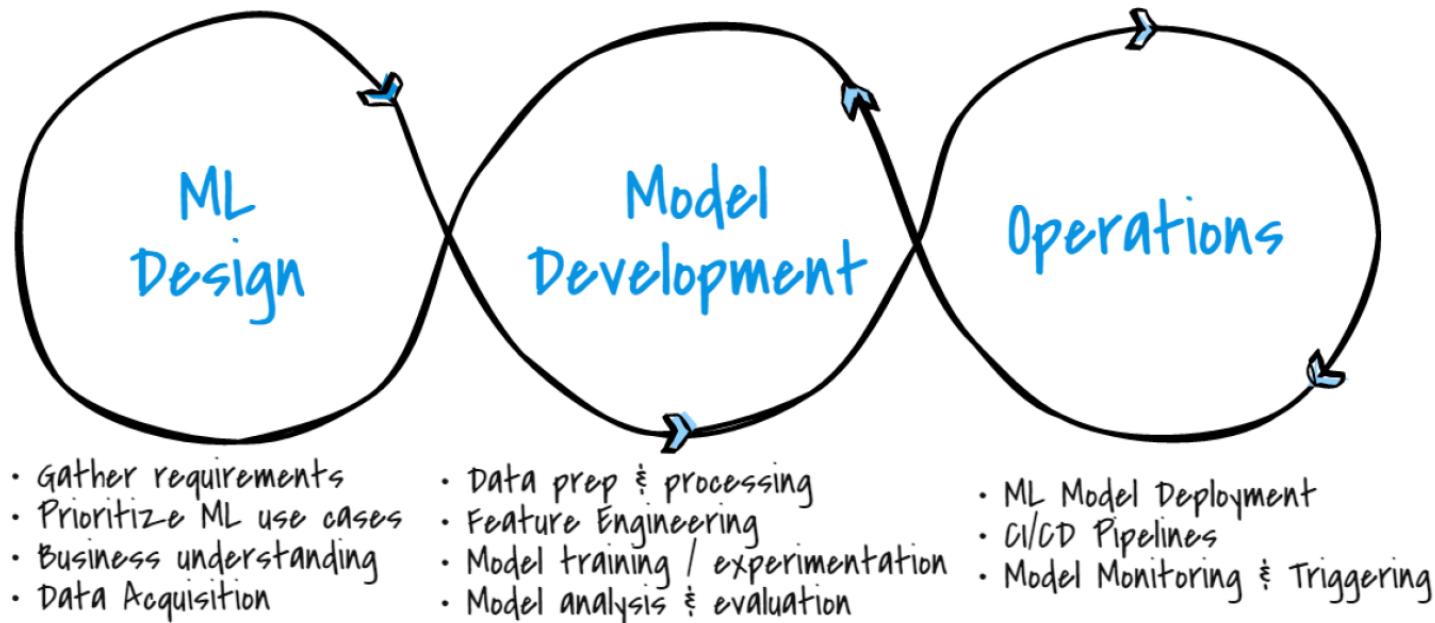 ML
Design
Model
Development
Operations
• Gather requirements
• Prioritize ML use cases
• Business understanding
• Data Acquisition
• Data prep & processing
• Feature Engineering
• Model training / experimentation
• Model analysis & evaluation
• ML Model Deployment
• CI/CD Pipelines
• Model Monitoring & Triggering